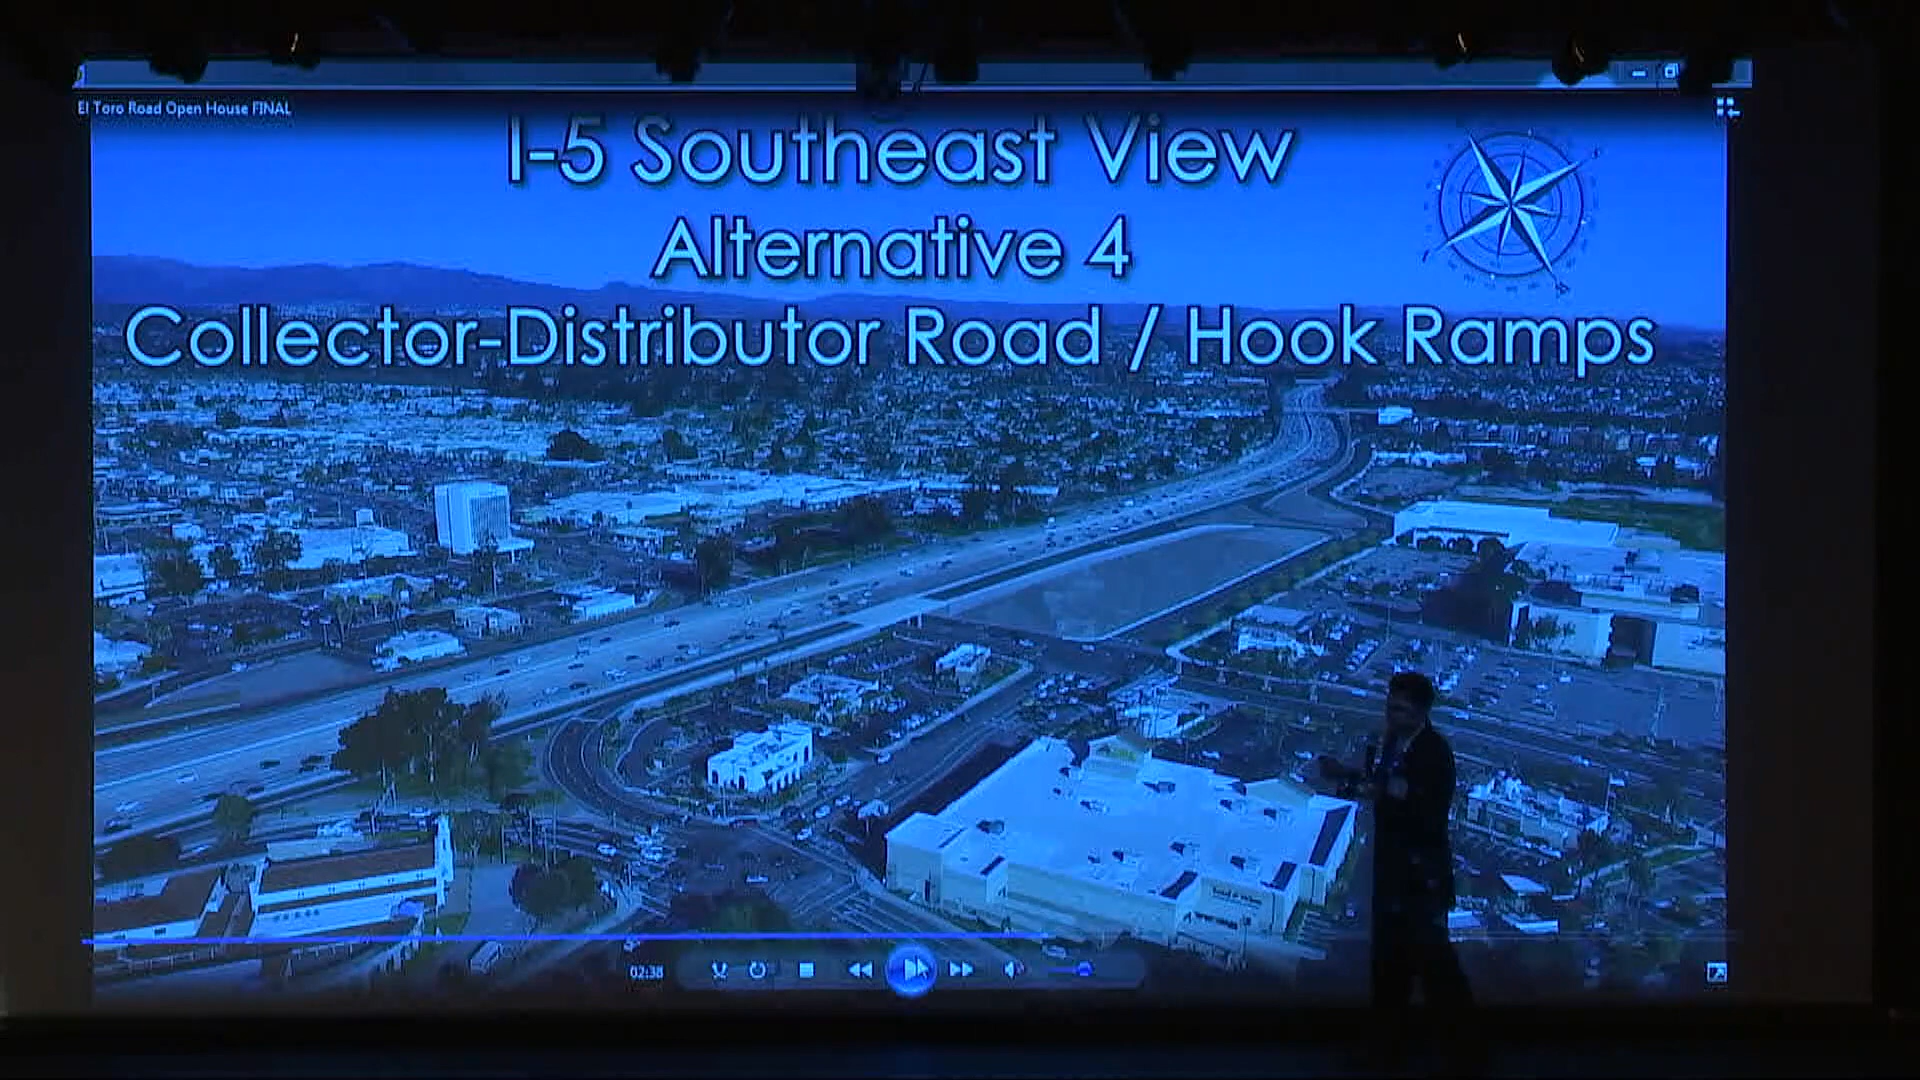 El Toro Road Open House FINAL
I-5 Southeast View
Alternative 4
Collector-Distributor Road / Hook Ramps
02:38